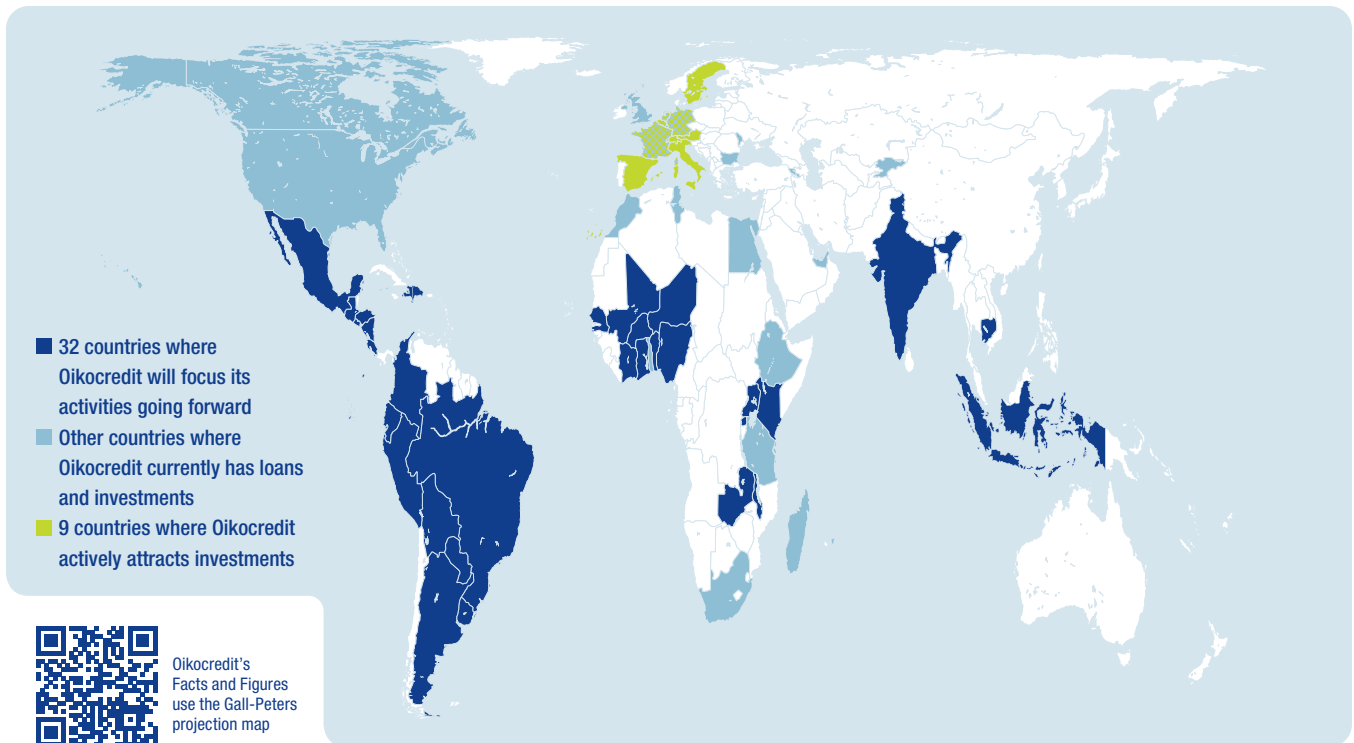 32 countries where
Oikocredit will focus its
activities going forward
Other countries where
Oikocredit currently has loans
and investments
9 countries where Oikocredit
actively attracts investments
Oikocredit's
Facts and Figures
use the Gall-Peters
projection map